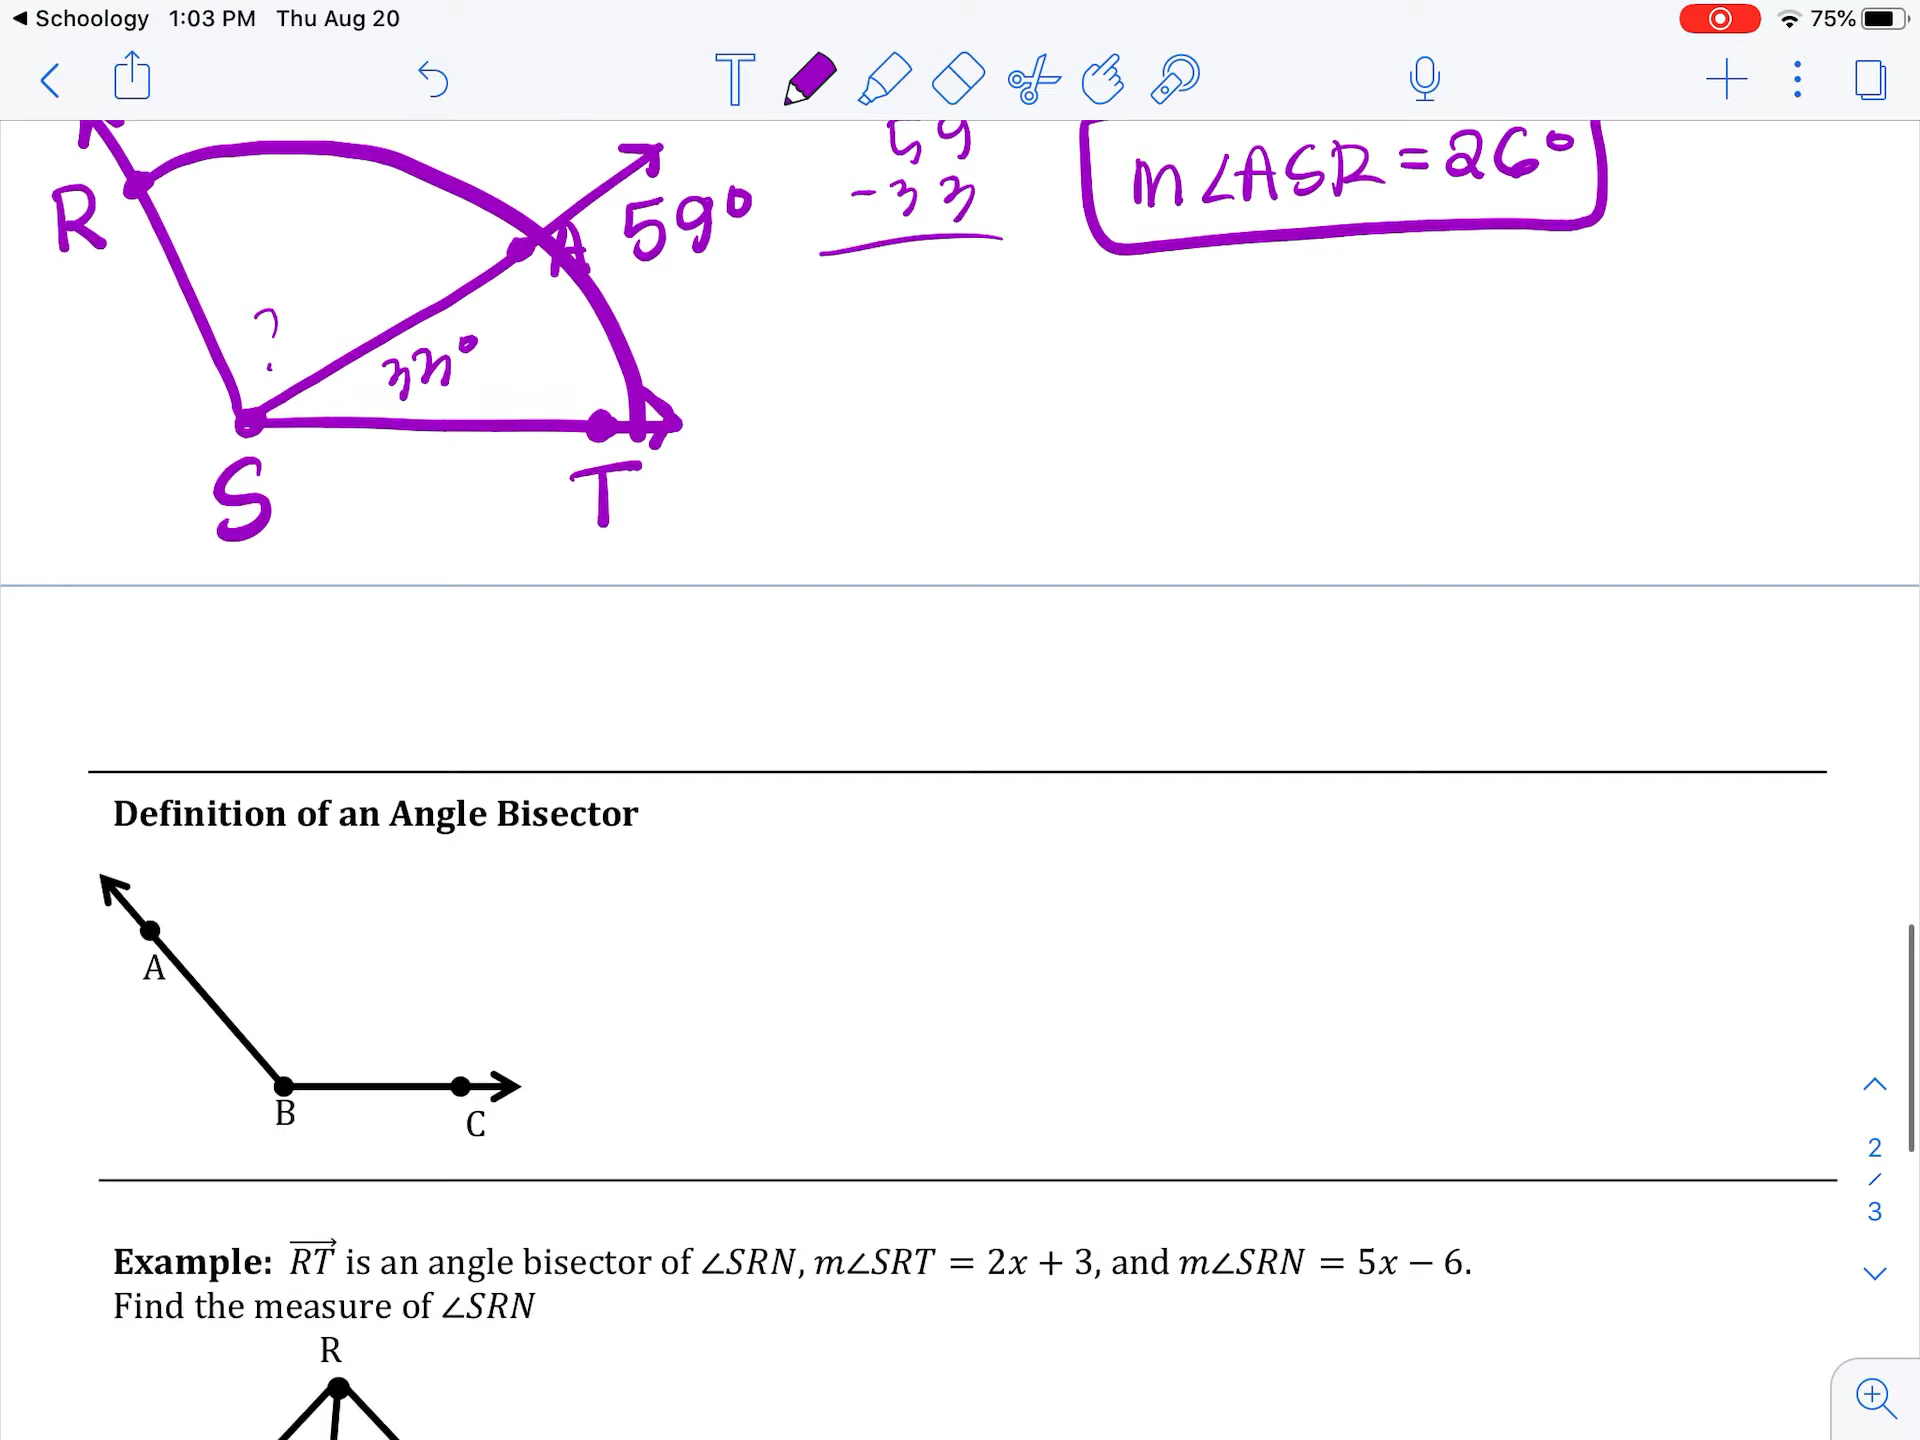 Schoology 1:03 PM Thu Aug 20
75%
T
59
-33
m∠ASR = 26°
R
A
59°
?
33°
S
T
Definition of an Angle Bisector
A
B
C
2
/
3
Example: RT⃗ is an angle bisector of ∠SRN, m∠SRT = 2x + 3, and m∠SRN = 5x − 6.
Find the measure of ∠SRN
R